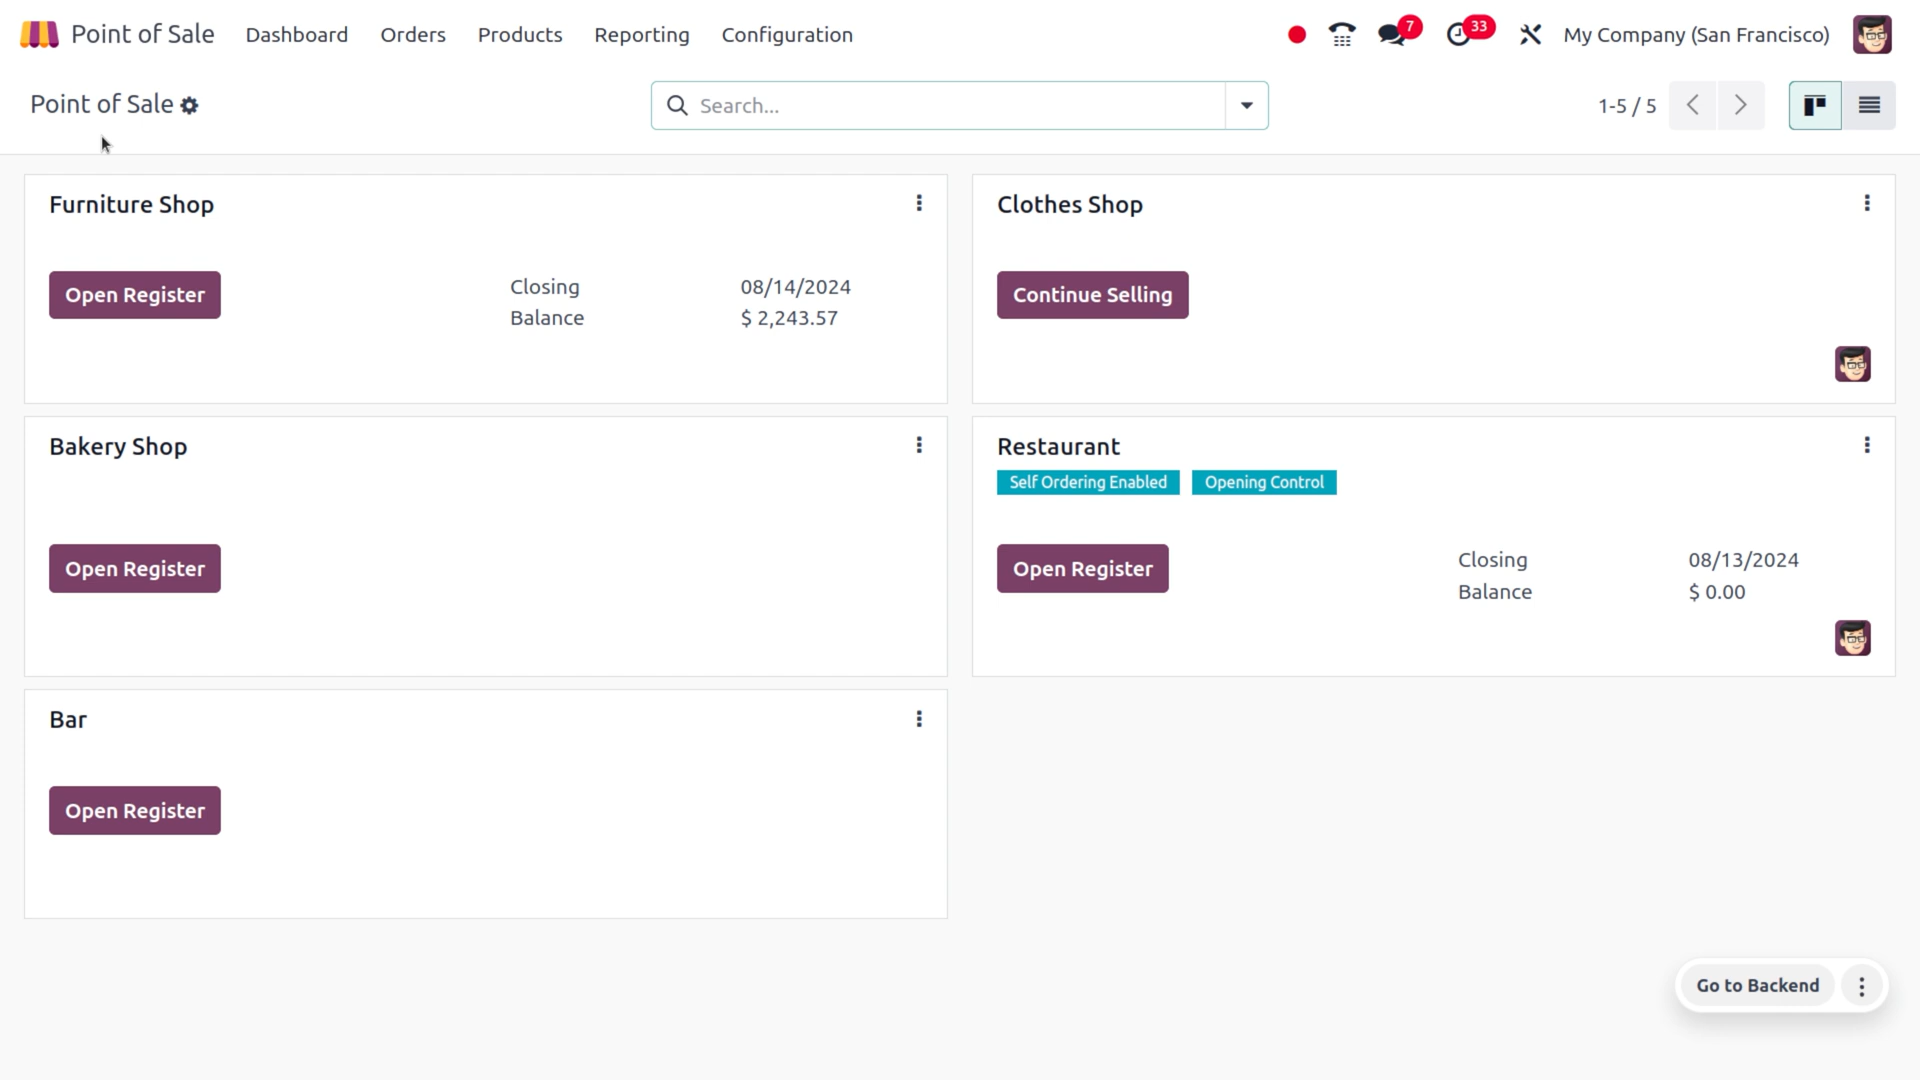 Point of Sale Dashboard Orders Products Reporting Configuration 7 33 My Company (San Francisco)
Point of Sale Search... 1-5 / 5
Furniture Shop
Open Register
Closing 08/14/2024
Balance $ 2,243.57
Clothes Shop
Continue Selling
Bakery Shop
Open Register
Restaurant
Self Ordering Enabled Opening Control
Open Register
Closing 08/13/2024
Balance $ 0.00
Bar
Open Register
Go to Backend